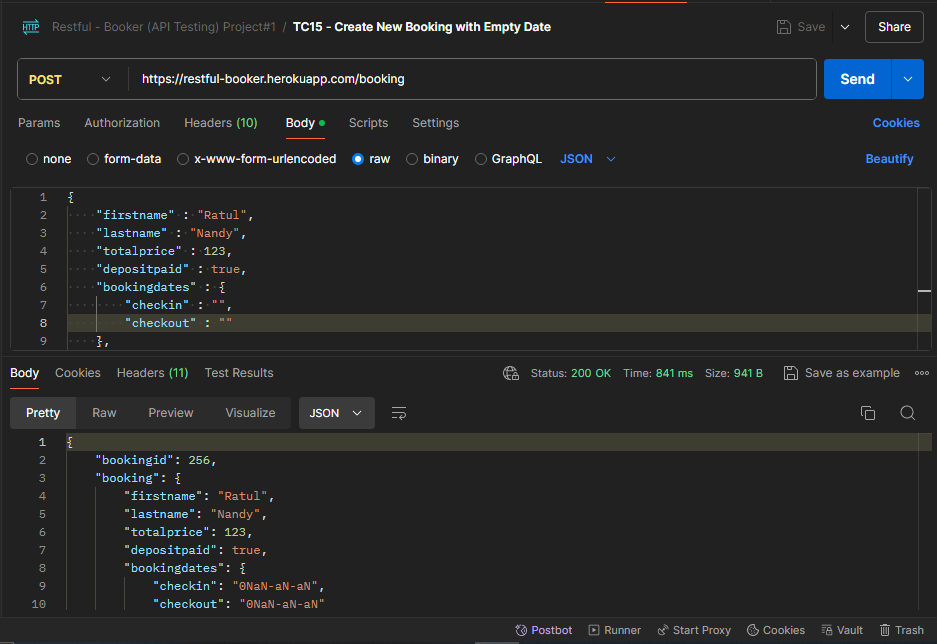 HTTP Restful - Booker (API Testing) Project#1 / TC15 - Create New Booking with Empty Date Save Share
POST https://restful-booker.herokuapp.com/booking Send
Params Authorization Headers (10) Body Scripts Settings Cookies
none form-data x-www-form-urlencoded raw binary GraphQL JSON Beautify
1 {
2 "firstname" : "Ratul",
3 "lastname" : "Nandy",
4 "totalprice" : 123,
5 "depositpaid" : true,
6 "bookingdates" : {
7 "checkin" : "",
8 "checkout" : ""
9 },
Body Cookies Headers (11) Test Results Status: 200 OK Time: 841 ms Size: 941 B Save as example
Pretty Raw Preview Visualize JSON
1 {
2 "bookingid": 256,
3 "booking": {
4 "firstname": "Ratul",
5 "lastname": "Nandy",
6 "totalprice": 123,
7 "depositpaid": true,
8 "bookingdates": {
9 "checkin": "0NaN-aN-aN",
10 "checkout": "0NaN-aN-aN"
Postbot Runner Start Proxy Cookies Vault Trash